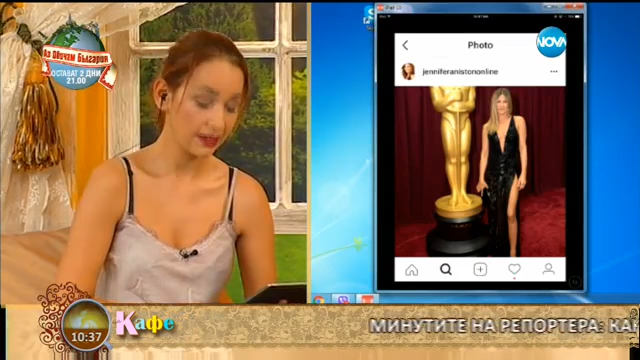 Аз Обичам България
ОСТАВАТ 2 ДНИ
21.00
NOVA
Photo
jenniferanistononline
10:37
Кафе
МИНУТИТЕ НА РЕПОРТЕРА: КА